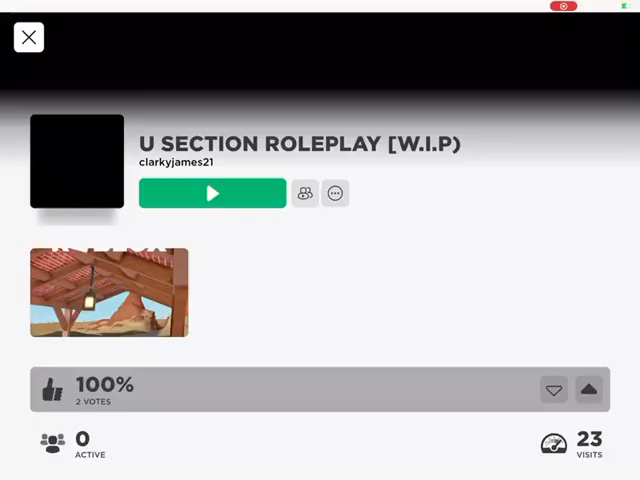 U SECTION ROLEPLAY [W.I.P)
clarkyjames21
100%
2 VOTES
0
ACTIVE
23
VISITS